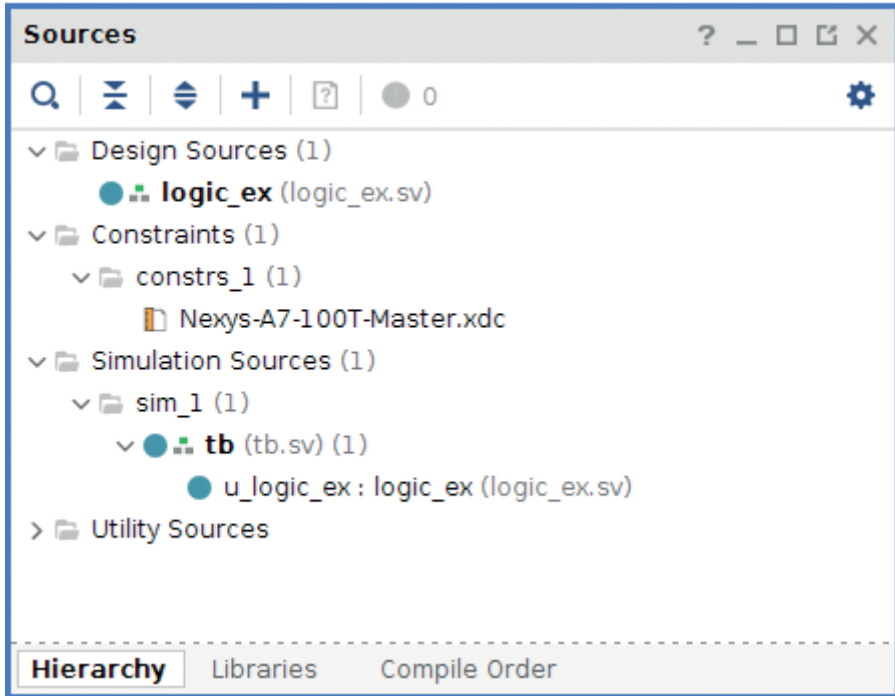 Sources
0
Design Sources (1)
logic_ex (logic_ex.sv)
Constraints (1)
constrs_1 (1)
Nexys-A7-100T-Master.xdc
Simulation Sources (1)
sim_1 (1)
tb (tb.sv) (1)
u_logic_ex : logic_ex (logic_ex.sv)
Utility Sources
Hierarchy Libraries Compile Order